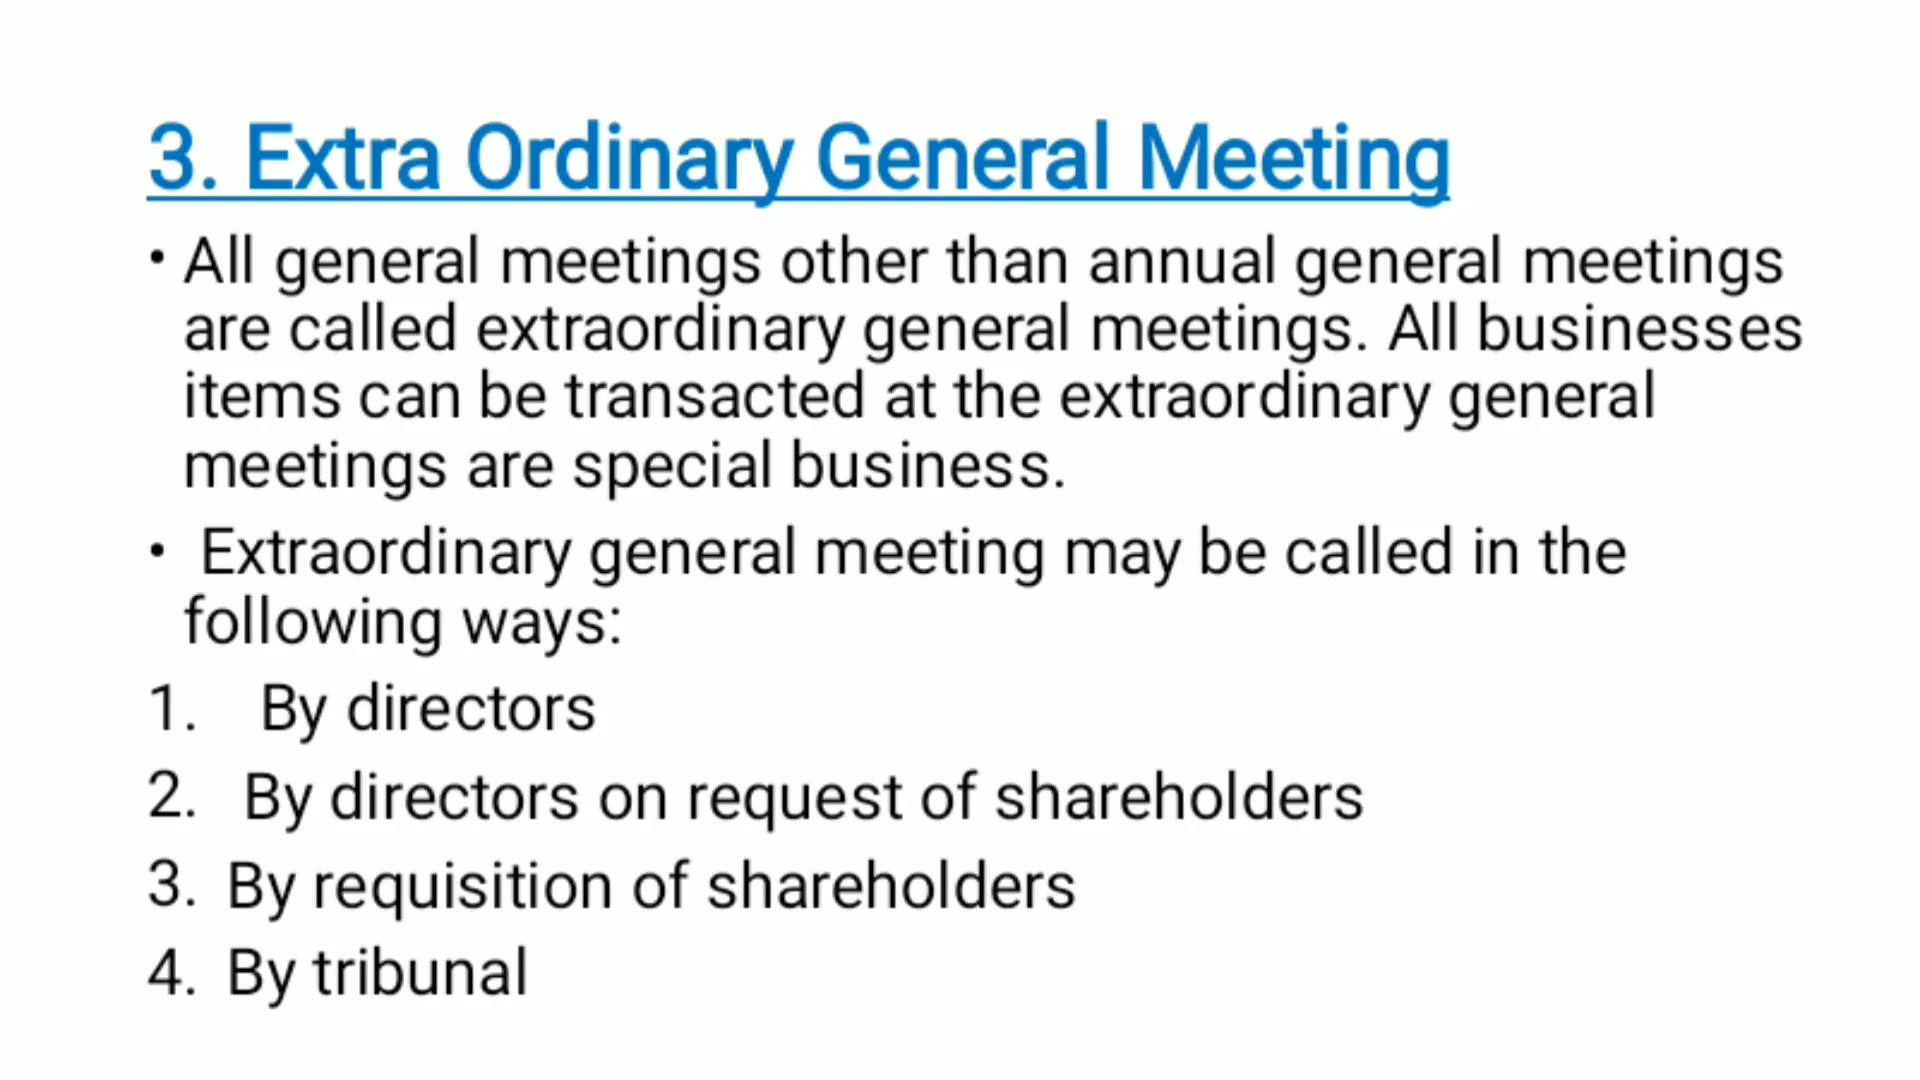 3. Extra Ordinary General Meeting
• All general meetings other than annual general meetings
are called extraordinary general meetings. All businesses
items can be transacted at the extraordinary general
meetings are special business.
• Extraordinary general meeting may be called in the
following ways:
1. By directors
2. By directors on request of shareholders
3. By requisition of shareholders
4. By tribunal